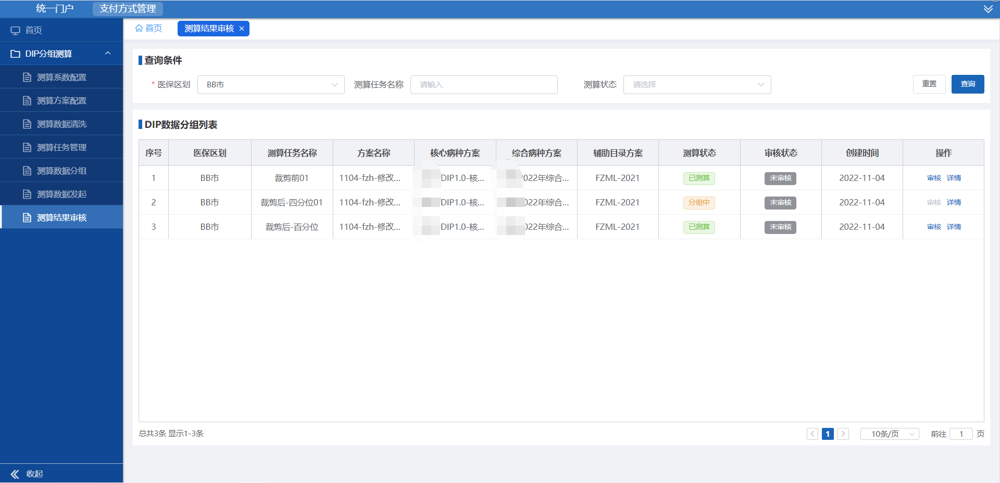 统一门户 支付方式管理
首页
DIP分组测算
测算系数配置
测算方案配置
测算数据清洗
测算任务管理
测算数据分组
测算数据发起
测算结果审核
收起
首页 测算结果审核 ×
查询条件
* 医保区划 BB市 测算任务名称 请输入 测算状态 请选择 重置 查询
DIP数据分组列表
序号 医保区划 测算任务名称 方案名称 核心病种方案 综合病种方案 辅助目录方案 测算状态 审核状态 创建时间 操作
1 BB市 裁剪前01 1104-fzh-修改... DIP1.0-核... 022年综合... FZML-2021 已测算 未审核 2022-11-04 审核 详情
2 BB市 裁剪后-四分位01 1104-fzh-修改... DIP1.0-核... 022年综合... FZML-2021 分组中 未审核 2022-11-04 审核 详情
3 BB市 裁剪后-百分位 1104-fzh-修改... DIP1.0-核... 022年综合... FZML-2021 已测算 未审核 2022-11-04 审核 详情
总共3条 显示1-3条 1 10条/页 前往 1 页